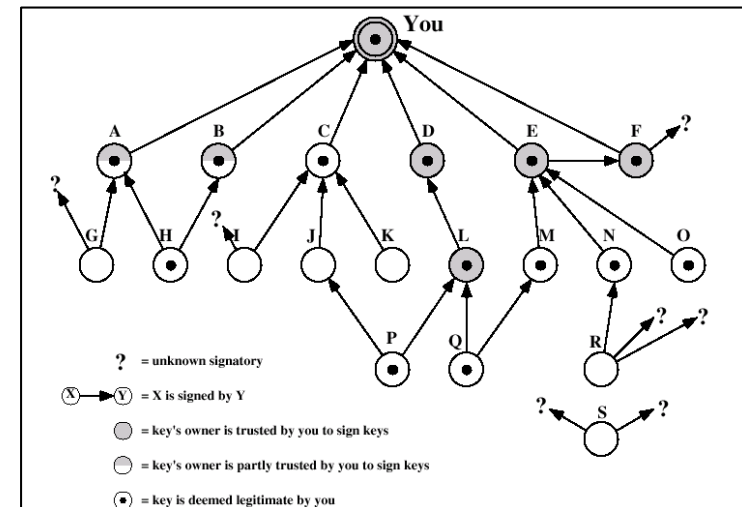 You
A B C D E F ?
?
?
G H I J K L M N O
P Q R ? ?
? S ?
? = unknown signatory
X Y = X is signed by Y
= key's owner is trusted by you to sign keys
= key's owner is partly trusted by you to sign keys
= key is deemed legitimate by you